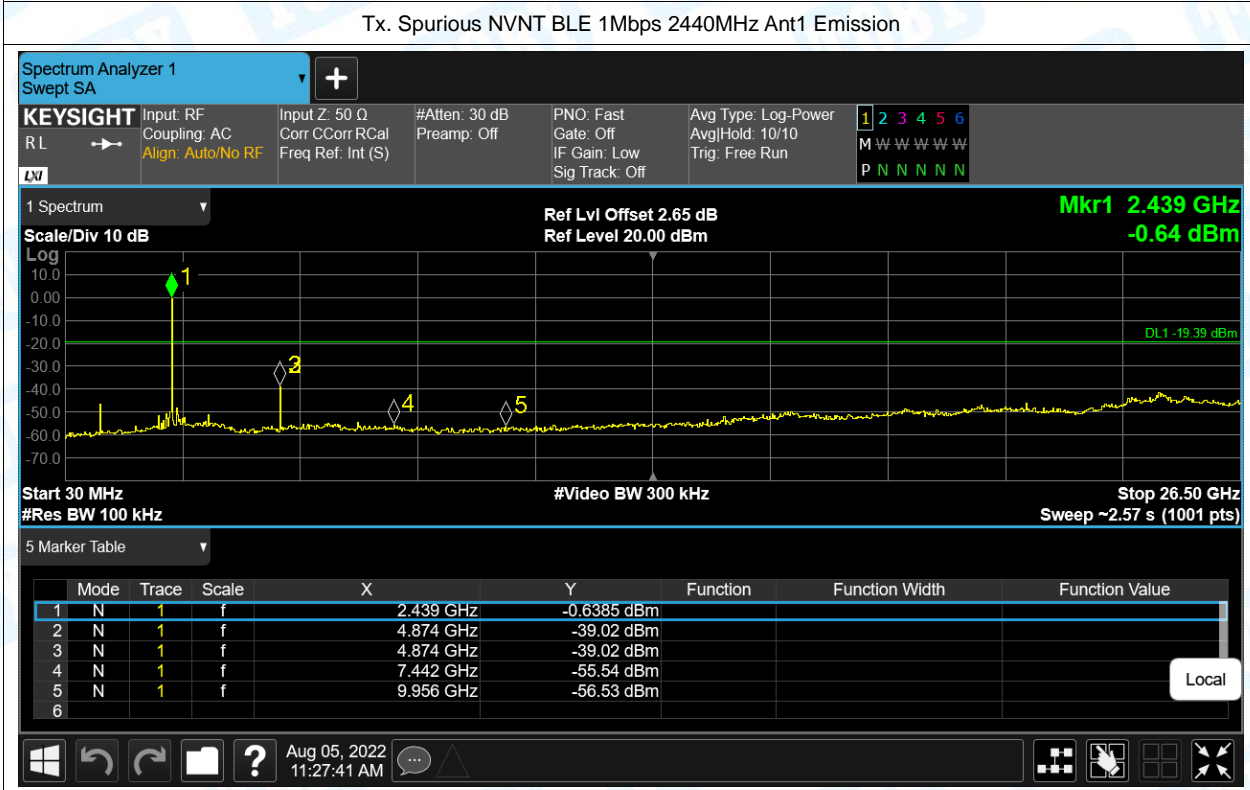 Tx. Spurious NVNT BLE 1Mbps 2440MHz Ant1 Emission
Spectrum Analyzer 1
Swept SA
KEYSIGHT
R L
LXI
Input: RF
Coupling: AC
Align: Auto/No RF
Input Z: 50 Ω
Corr CCorr RCal
Freq Ref: Int (S)
#Atten: 30 dB
Preamp: Off
PNO: Fast
Gate: Off
IF Gain: Low
Sig Track: Off
Avg Type: Log-Power
Avg|Hold: 10/10
Trig: Free Run
1 2 3 4 5 6
M W W W W W
P N N N N N
1 Spectrum
Scale/Div 10 dB
Ref Lvl Offset 2.65 dB
Ref Level 20.00 dBm
Mkr1 2.439 GHz
-0.64 dBm
Log
10.0
0.00
-10.0
-20.0
-30.0
-40.0
-50.0
-60.0
-70.0
1
4
5
DL1 -19.39 dBm
Start 30 MHz
#Video BW 300 kHz
Stop 26.50 GHz
#Res BW 100 kHz
Sweep ~2.57 s (1001 pts)
5 Marker Table
Mode Trace Scale X Y Function Function Width Function Value
1 N 1 f 2.439 GHz -0.6385 dBm
2 N 1 f 4.874 GHz -39.02 dBm
3 N 1 f 4.874 GHz -39.02 dBm
4 N 1 f 7.442 GHz -55.54 dBm
5 N 1 f 9.956 GHz -56.53 dBm
6
Local
?
Aug 05, 2022
11:27:41 AM